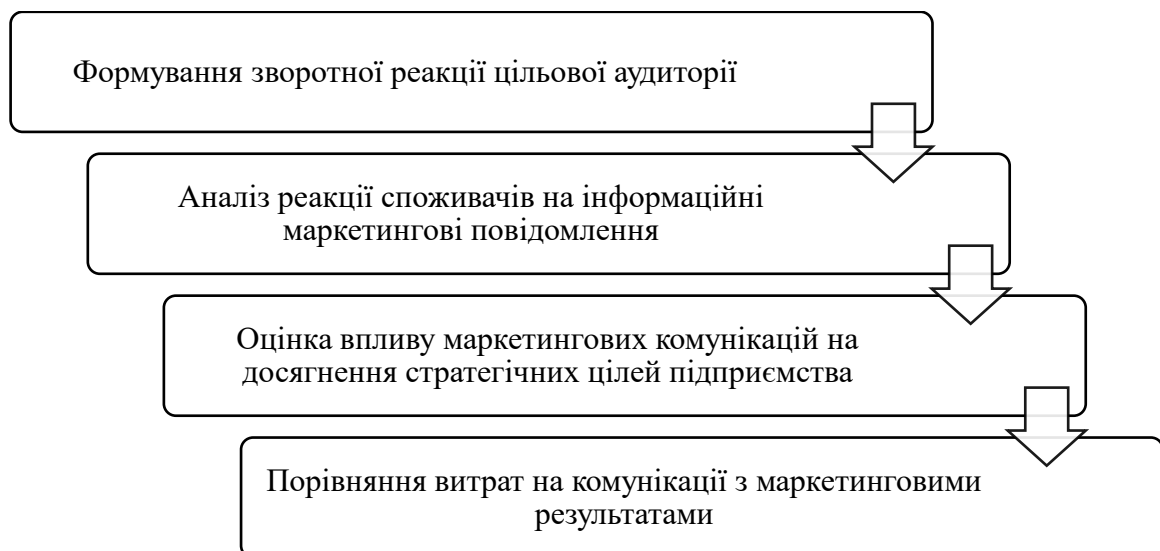 Формування зворотної реакції цільової аудиторії
Аналіз реакції споживачів на інформаційні
маркетингові повідомлення
Оцінка впливу маркетингових комунікацій на
досягнення стратегічних цілей підприємства
Порівняння витрат на комунікації з маркетинговими
результатами